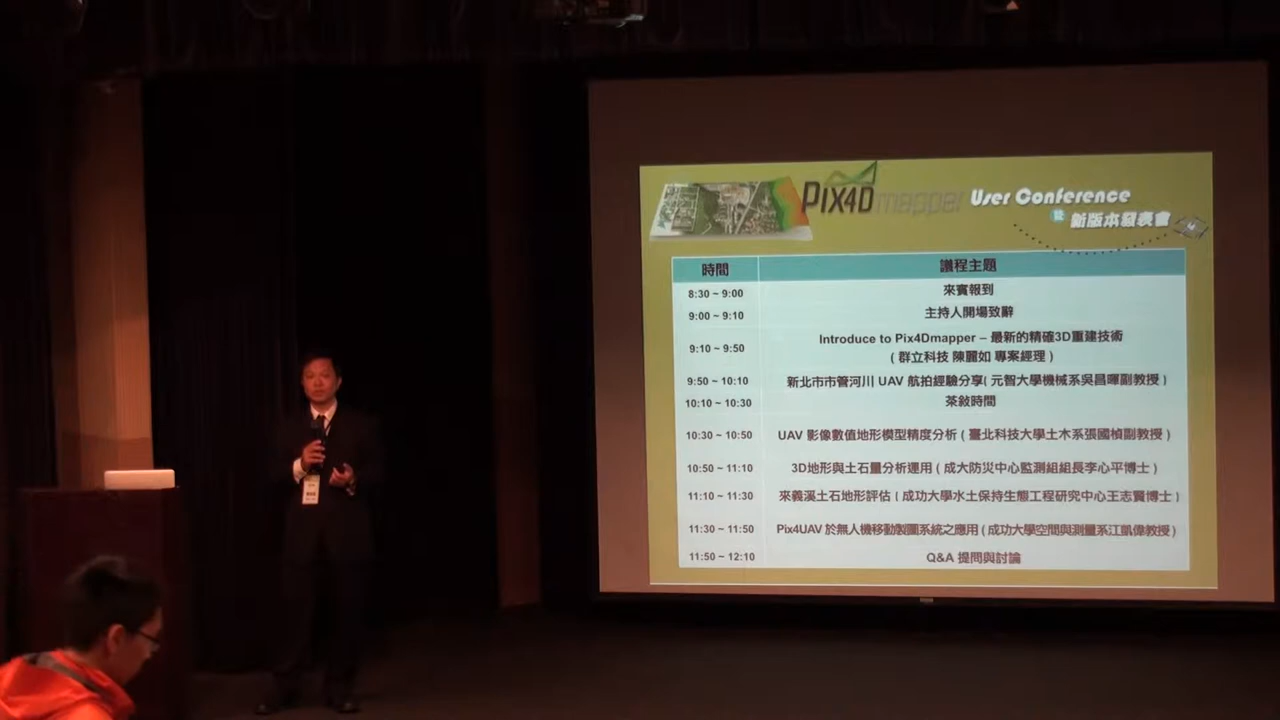 PIX4Dmapper User Conference
暨 新版本發表會
時間 議程主題
8:30 ~ 9:00 來賓報到
9:00 ~ 9:10 主持人開場致辭
9:10 ~ 9:50 Introduce to Pix4Dmapper – 最新的精確3D重建技術
( 群立科技 陳麗如 專案經理 )
9:50 ~ 10:10 新北市市管河川 UAV 航拍經驗分享( 元智大學機械系吳昌暉副教授 )
10:10 ~ 10:30 茶敘時間
10:30 ~ 10:50 UAV 影像數值地形模型精度分析 ( 臺北科技大學土木系張國楨副教授 )
10:50 ~ 11:10 3D地形與土石量分析運用 ( 成大防災中心監測組組長李心平博士 )
11:10 ~ 11:30 來義溪土石地形評估 ( 成功大學水土保持生態工程研究中心王志賢博士 )
11:30 ~ 11:50 Pix4UAV 於無人機移動製圖系統之應用 ( 成功大學空間與測量系江凱偉教授 )
11:50 ~ 12:10 Q&A 提問與討論